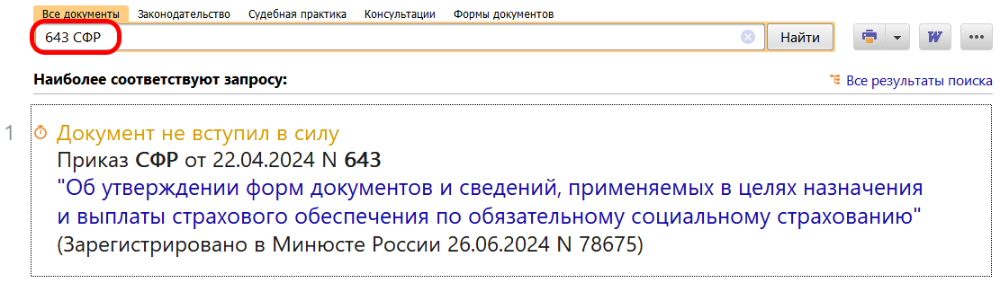 Все документы Законодательство Судебная практика Консультации Формы документов
643 СФР Найти W
Наиболее соответствуют запросу: Все результаты поиска
1 Документ не вступил в силу
Приказ СФР от 22.04.2024 N 643
"Об утверждении форм документов и сведений, применяемых в целях назначения
и выплаты страхового обеспечения по обязательному социальному страхованию"
(Зарегистрировано в Минюсте России 26.06.2024 N 78675)